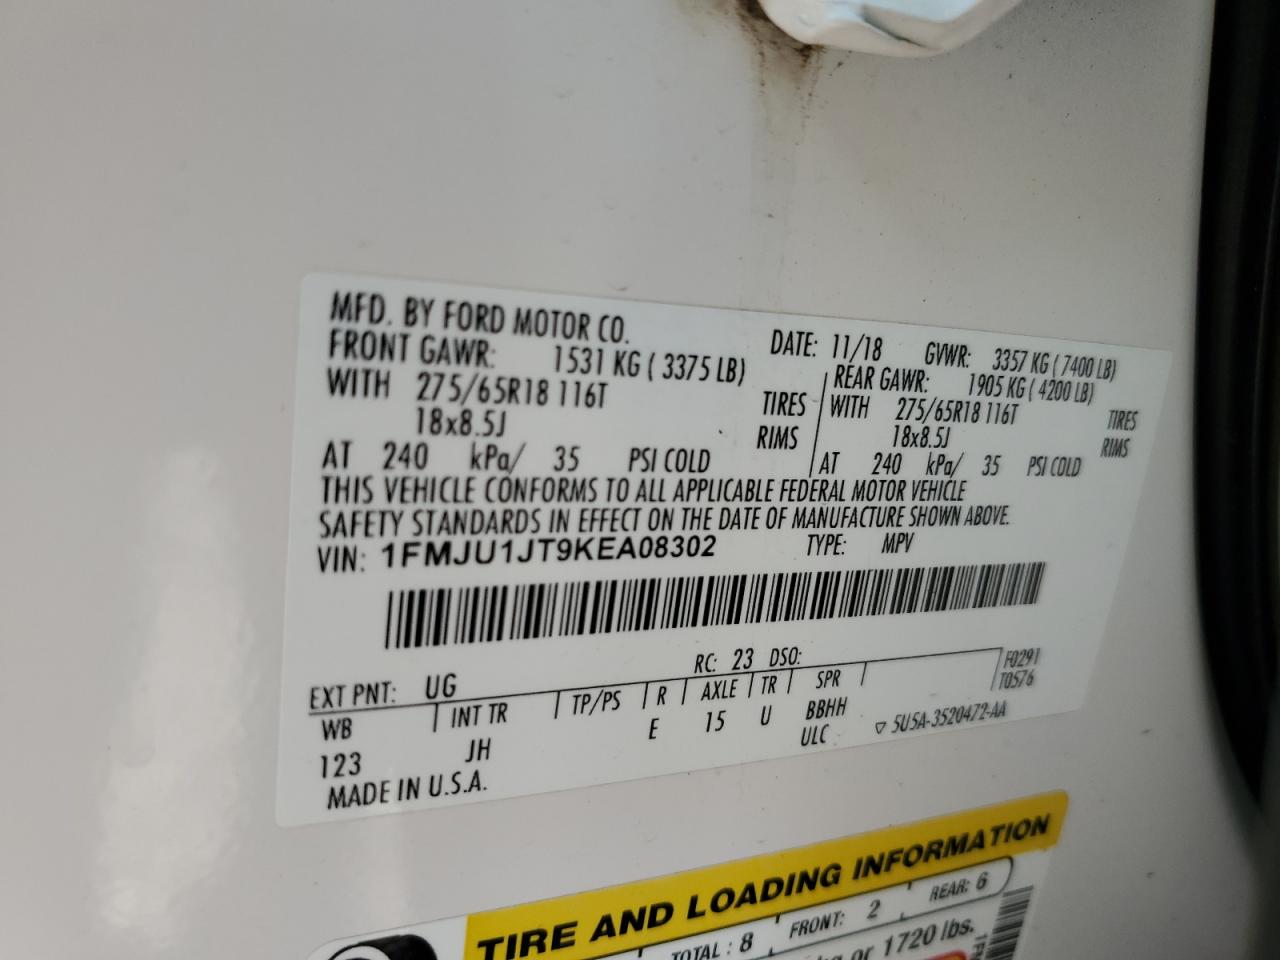 MFD. BY FORD MOTOR CO.
DATE: 11/18 GVWR: 3357 KG ( 7400 LB)
FRONT GAWR: 1531 KG ( 3375 LB)
REAR GAWR: 1905 KG ( 4200 LB)
WITH 275/65R18 116T TIRES
WITH 275/65R18 116T TIRES
18x8.5J RIMS
18x8.5J RIMS
AT 240 kPa/ 35 PSI COLD
AT 240 kPa/ 35 PSI COLD
THIS VEHICLE CONFORMS TO ALL APPLICABLE FEDERAL MOTOR VEHICLE
SAFETY STANDARDS IN EFFECT ON THE DATE OF MANUFACTURE SHOWN ABOVE.
VIN: 1FMJU1JT9KEA08302 TYPE: MPV
EXT PNT: UG RC: 23 DSO: F0291
WB INT TR TP/PS R AXLE TR SPR T0576
123 JH E 15 U BBHH
ULC ▽ 5U5A-3520472-AA
MADE IN U.S.A.
TIRE AND LOADING INFORMATION
TOTAL : 8 FRONT: 2 REAR: 6
kg or 1720 lbs.